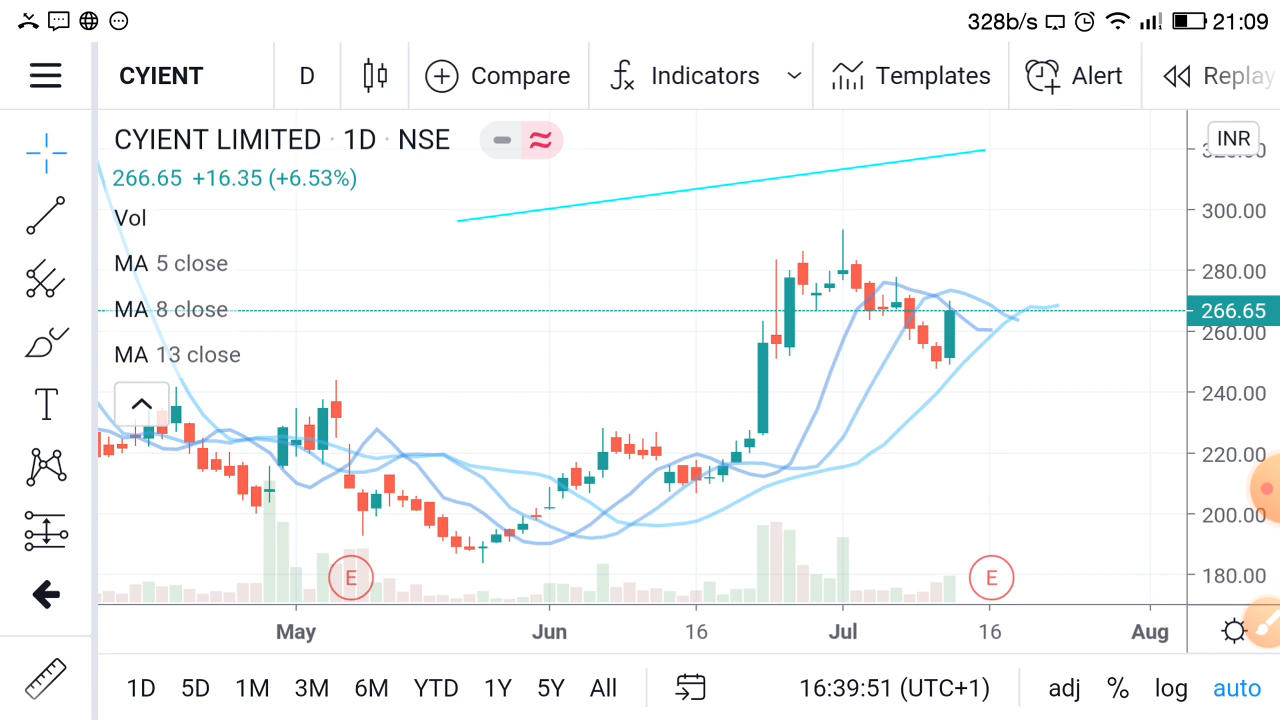 328b/s 21:09
CYIENT D Compare Indicators Templates Alert Replay
CYIENT LIMITED · 1D · NSE
INR
266.65 +16.35 (+6.53%)
Vol
MA 5 close
MA 8 close
MA 13 close
300.00
280.00
266.65
260.00
240.00
220.00
200.00
180.00
E E
May Jun 16 Jul 16 Aug
1D 5D 1M 3M 6M YTD 1Y 5Y All 16:39:51 (UTC+1) adj % log auto